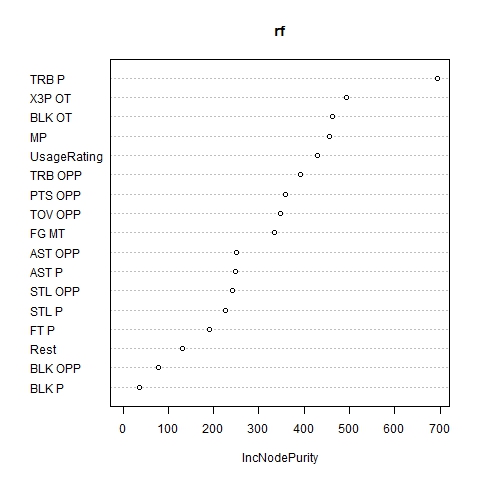 rf
TRB P
X3P OT
BLK OT
MP
UsageRating
TRB OPP
PTS OPP
TOV OPP
FG MT
AST OPP
AST P
STL OPP
STL P
FT P
Rest
BLK OPP
BLK P
0 100 200 300 400 500 600 700
IncNodePurity